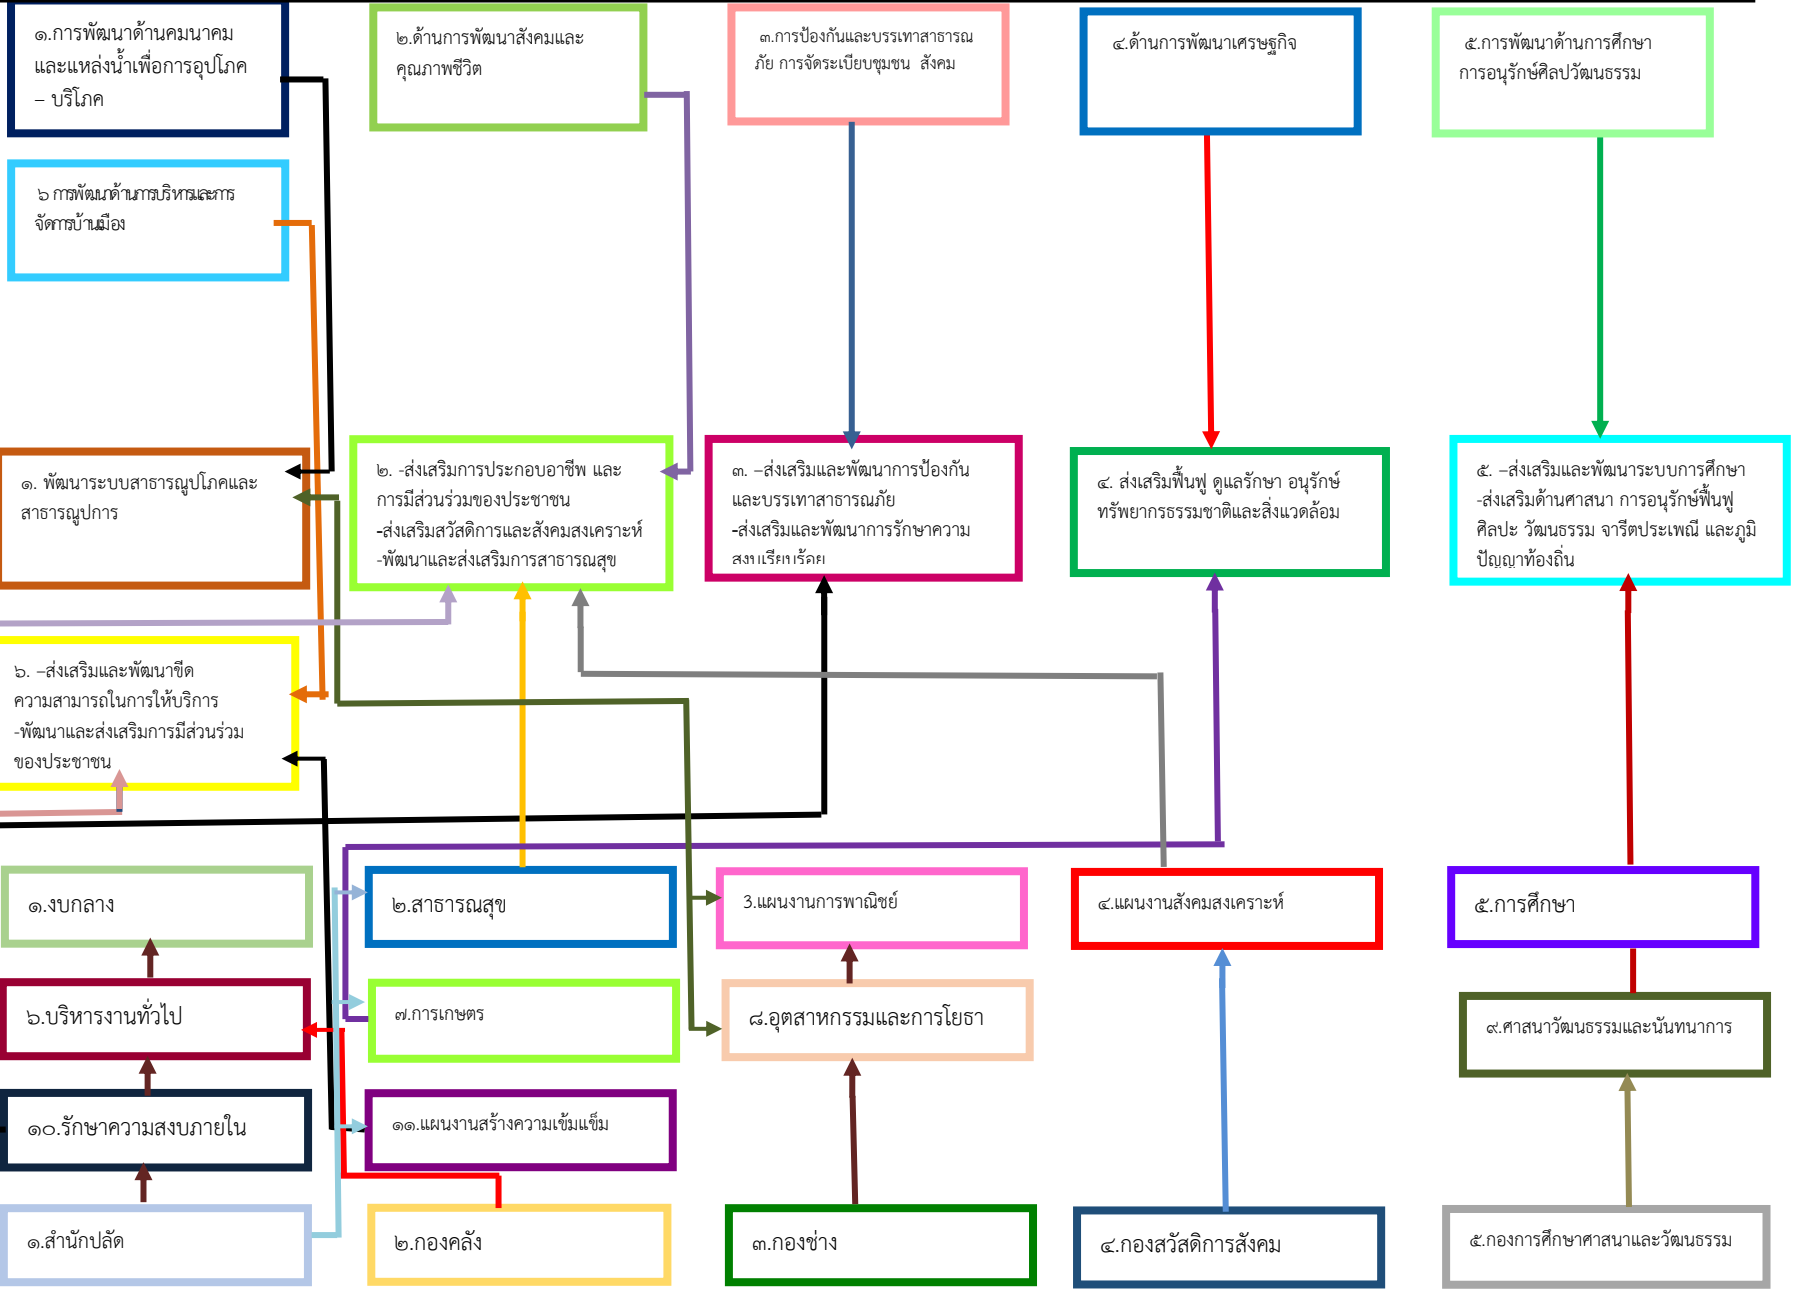 ๑.การพัฒนาด้านคมนาคม
และแหล่งน้ำเพื่อการอุปโภค
– บริโภค
๒.ด้านการพัฒนาสังคมและ
คุณภาพชีวิต
๓.การป้องกันและบรรเทาสาธารณ
ภัย การจัดระเบียบชุมชน  สังคม
๔.ด้านการพัฒนาเศรษฐกิจ
๕.การพัฒนาด้านการศึกษา
การอนุรักษ์ศิลปวัฒนธรรม
๖ การพัฒนาด้านการบริหารและการ
จัดการบ้านเมือง
๑. พัฒนาระบบสาธารณูปโภคและ
สาธารณูปการ
๒. -ส่งเสริมการประกอบอาชีพ และ
การมีส่วนร่วมของประชาชน
-ส่งเสริมสวัสดิการและสังคมสงเคราะห์
-พัฒนาและส่งเสริมการสาธารณสุข
๓. –ส่งเสริมและพัฒนาการป้องกัน
และบรรเทาสาธารณภัย
-ส่งเสริมและพัฒนาการรักษาความ
สงบเรียบร้อย
๔. ส่งเสริมฟื้นฟู ดูแลรักษา อนุรักษ์
ทรัพยากรธรรมชาติและสิ่งแวดล้อม
๕. –ส่งเสริมและพัฒนาระบบการศึกษา
-ส่งเสริมด้านศาสนา การอนุรักษ์ฟื้นฟู
ศิลปะ วัฒนธรรม จารีตประเพณี และภูมิ
ปัญญาท้องถิ่น
๖. –ส่งเสริมและพัฒนาขีด
ความสามารถในการให้บริการ
-พัฒนาและส่งเสริมการมีส่วนร่วม
ของประชาชน
๑.งบกลาง
๒.สาธารณสุข
3.แผนงานการพาณิชย์
๔.แผนงานสังคมสงเคราะห์
๕.การศึกษา
๖.บริหารงานทั่วไป
๗.การเกษตร
๘.อุตสาหกรรมและการโยธา
๙.ศาสนาวัฒนธรรมและนันทนาการ
๑๐.รักษาความสงบภายใน
๑๑.แผนงานสร้างความเข้มแข็ม
๑.สำนักปลัด
๒.กองคลัง
๓.กองช่าง
๔.กองสวัสดิการสังคม
๕.กองการศึกษาศาสนาและวัฒนธรรม